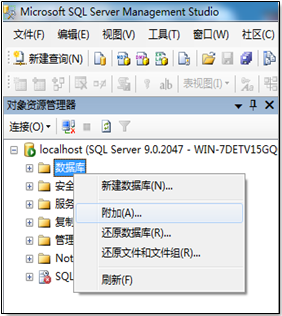 Microsoft SQL Server Management Studio
文件(F) 编辑(E) 视图(V) 工具(T) 窗口(W) 社区(C)
新建查询(N)
表视图(I)
对象资源管理器
连接(O)
localhost (SQL Server 9.0.2047 - WIN-7DETV15GQ
数据库
安全
新建数据库(N)...
服务
附加(A)...
复制
还原数据库(R)...
管理
还原文件和文件组(R)...
Not
SQL
刷新(F)